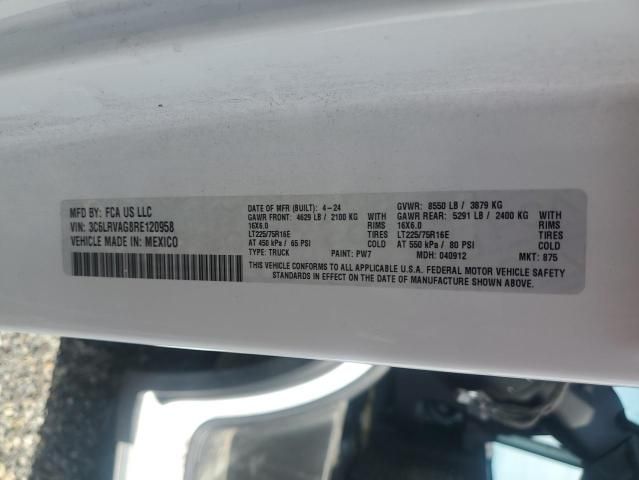 MFD BY: FCA US LLC
VIN: 3C6LRVAG8RE120958
VEHICLE MADE IN: MEXICO
DATE OF MFR (BUILT): 4-24
GAWR FRONT: 4629 LB / 2100 KG
16X6.0 RIMS
LT225/75R16E TIRES
AT 450 kPa / 65 PSI COLD
TYPE: TRUCK PAINT: PW7
GVWR: 8550 LB / 3879 KG
GAWR REAR: 5291 LB / 2400 KG
16X6.0 RIMS
LT225/75R16E TIRES
AT 550 kPa / 80 PSI COLD
MDH: 040912 MKT: 875
THIS VEHICLE CONFORMS TO ALL APPLICABLE U.S.A. FEDERAL MOTOR VEHICLE SAFETY
STANDARDS IN EFFECT ON THE DATE OF MANUFACTURE SHOWN ABOVE.